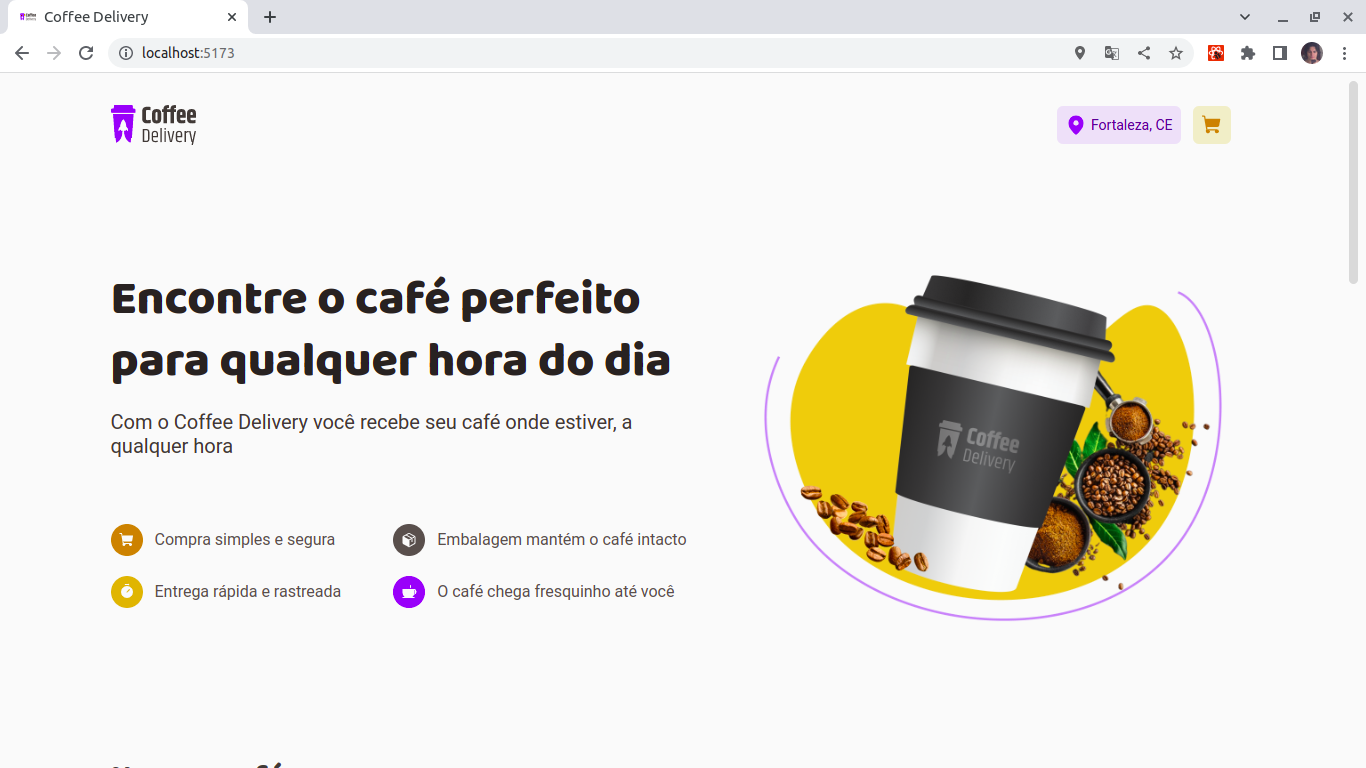 Coffee Delivery
localhost:5173
Coffee
Delivery
Fortaleza, CE
Encontre o café perfeito
para qualquer hora do dia
Com o Coffee Delivery você recebe seu café onde estiver, a
qualquer hora
Coffee
Delivery
Compra simples e segura
Embalagem mantém o café intacto
Entrega rápida e rastreada
O café chega fresquinho até você